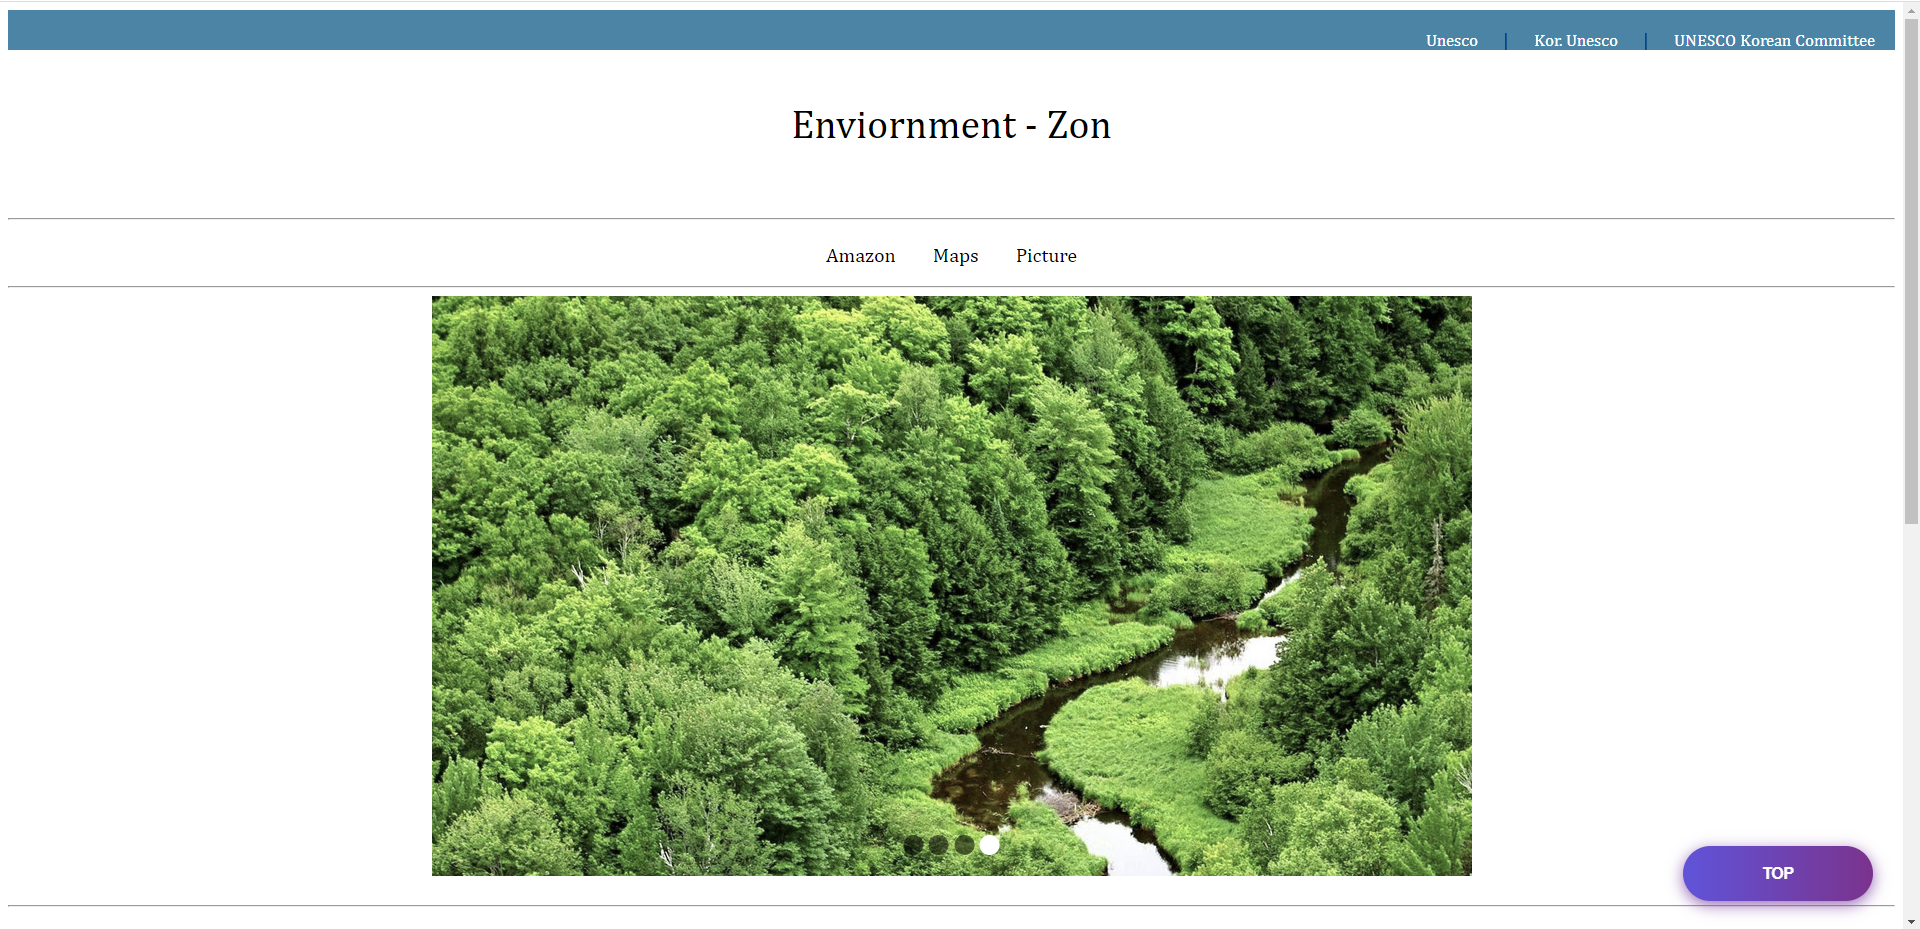 Unesco | Kor. Unesco | UNESCO Korean Committee
Enviornment - Zon
Amazon Maps Picture
TOP